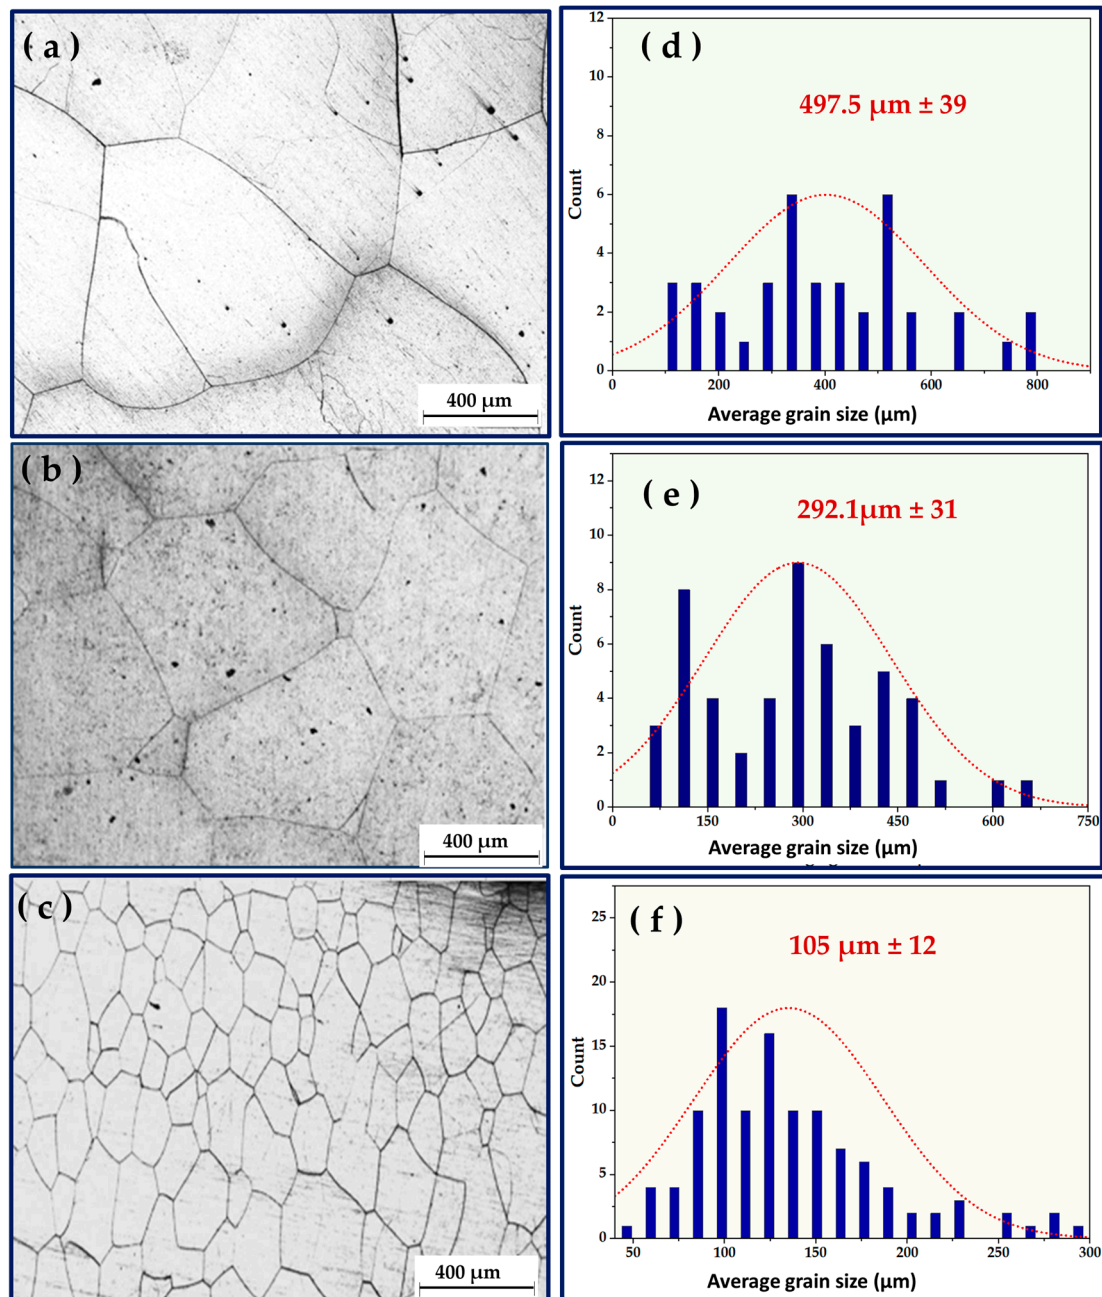 ( a )
400 µm
( d )
497.5 µm ± 39
Count
12
10
8
6
4
2
0
0 200 400 600 800
Average grain size (µm)
( b )
400 µm
( e )
292.1µm ± 31
Count
12
10
8
6
4
2
0
0 150 300 450 600 750
Average grain size (µm)
( c )
400 µm
( f )
105 µm ± 12
Count
25
20
15
10
5
0
50 100 150 200 250 300
Average grain size (µm)